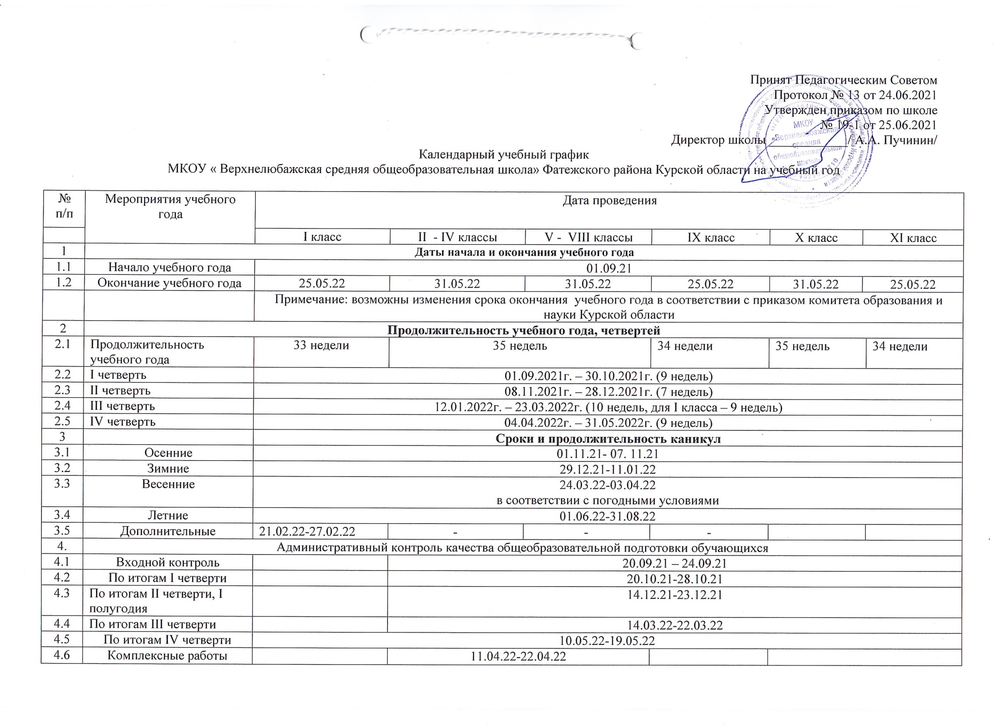 Принят Педагогическим Советом
Протокол № 13 от 24.06.2021
Утвержден приказом по школе
№ 19-1 от 25.06.2021
Директор школы ____________ / А.А. Пучинин/
МКОУ
«Верхнелюбажская
средняя
общеобразовательная
школа»
Календарный учебный график
МКОУ « Верхнелюбажская средняя общеобразовательная школа» Фатежского района Курской области на учебный год
№ п/п Мероприятия учебного года Дата проведения
I класс II - IV классы V - VIII классы IX класс X класс XI класс
1 Даты начала и окончания учебного года
1.1 Начало учебного года 01.09.21
1.2 Окончание учебного года 25.05.22 31.05.22 31.05.22 25.05.22 31.05.22 25.05.22
Примечание: возможны изменения срока окончания учебного года в соответствии с приказом комитета образования и
науки Курской области
2 Продолжительность учебного года, четвертей
2.1 Продолжительность учебного года 33 недели 35 недель 34 недели 35 недель 34 недели
2.2 I четверть 01.09.2021г. – 30.10.2021г. (9 недель)
2.3 II четверть 08.11.2021г. – 28.12.2021г. (7 недель)
2.4 III четверть 12.01.2022г. – 23.03.2022г. (10 недель, для I класса – 9 недель)
2.5 IV четверть 04.04.2022г. – 31.05.2022г. (9 недель)
3 Сроки и продолжительность каникул
3.1 Осенние 01.11.21- 07. 11.21
3.2 Зимние 29.12.21-11.01.22
3.3 Весенние 24.03.22-03.04.22
в соответствии с погодными условиями
3.4 Летние 01.06.22-31.08.22
3.5 Дополнительные 21.02.22-27.02.22 - - -
4. Административный контроль качества общеобразовательной подготовки обучающихся
4.1 Входной контроль 20.09.21 – 24.09.21
4.2 По итогам I четверти 20.10.21-28.10.21
4.3 По итогам II четверти, I полугодия 14.12.21-23.12.21
4.4 По итогам III четверти 14.03.22-22.03.22
4.5 По итогам IV четверти 10.05.22-19.05.22
4.6 Комплексные работы 11.04.22-22.04.22